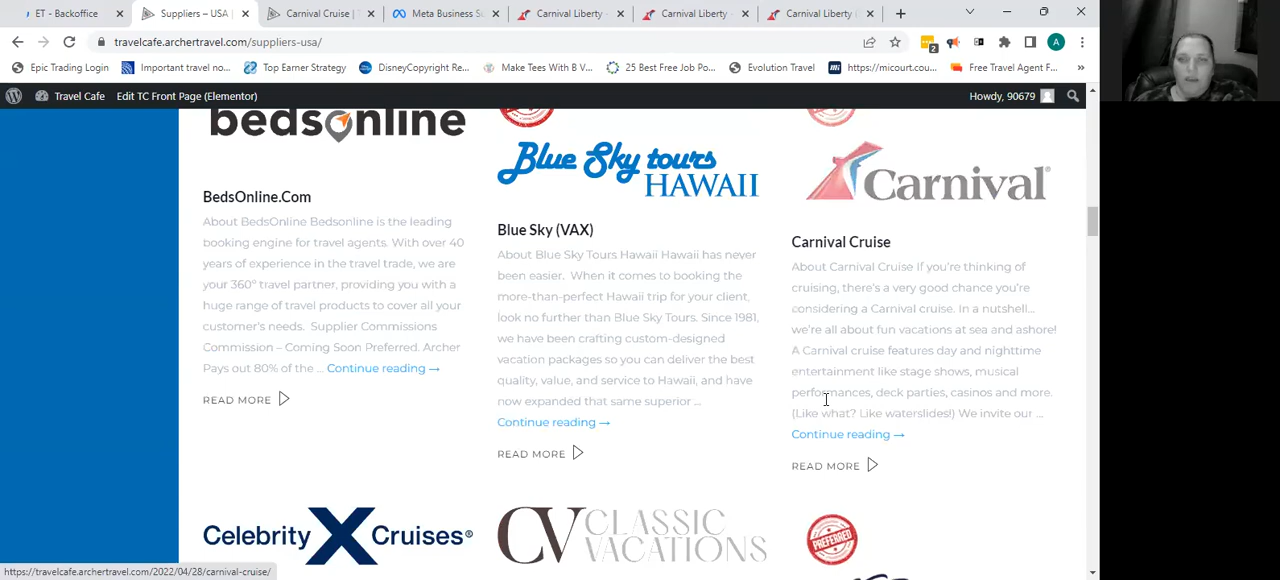 ET - Backoffice
Suppliers – USA |
Carnival Cruise | T
Meta Business Su
Carnival Liberty -
Carnival Liberty -
Carnival Liberty
travelcafe.archertravel.com/suppliers-usa/
2
A
Epic Trading Login
Important travel no...
Top Earner Strategy
DisneyCopyright Re...
Make Tees With B V...
25 Best Free Job Po...
Evolution Travel
https://micourt.cou...
Free Travel Agent F...
»
Travel Cafe
Edit TC Front Page (Elementor)
Howdy, 90679
bedsonline
BedsOnline.Com
About BedsOnline Bedsonline is the leading
booking engine for travel agents. With over 40
years of experience in the travel trade, we are
your 360º travel partner, providing you with a
huge range of travel products to cover all your
customer's needs.  Supplier Commissions
Commission – Coming Soon Preferred. Archer
Pays out 80% of the ... Continue reading →
READ MORE
Blue Sky tours
HAWAII
Blue Sky (VAX)
About Blue Sky Tours Hawaii Hawaii has never
been easier.  When it comes to booking the
more-than-perfect Hawaii trip for your client,
look no further than Blue Sky Tours. Since 1981,
we have been crafting custom-designed
vacation packages so you can deliver the best
quality, value, and service to Hawaii, and have
now expanded that same superior ...
Continue reading →
READ MORE
Carnival®
Carnival Cruise
About Carnival Cruise If you're thinking of
cruising, there's a very good chance you're
considering a Carnival cruise. In a nutshell...
we're all about fun vacations at sea and ashore!
A Carnival cruise features day and nighttime
entertainment like stage shows, musical
performances, deck parties, casinos and more.
(Like what? Like waterslides!) We invite our ...
Continue reading →
READ MORE
Celebrity X Cruises®
CV CLASSIC
VACATIONS
PREFERRED
https://travelcafe.archertravel.com/2022/04/28/carnival-cruise/